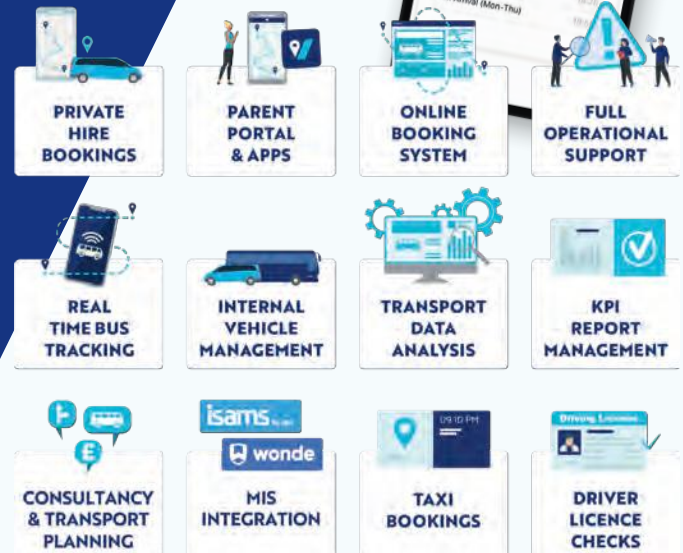 (Mon-Thu)
PRIVATE
HIRE
BOOKINGS
PARENT
PORTAL
& APPS
ONLINE
BOOKING
SYSTEM
FULL
OPERATIONAL
SUPPORT
REAL
TIME BUS
TRACKING
INTERNAL
VEHICLE
MANAGEMENT
TRANSPORT
DATA
ANALYSIS
KPI
REPORT
MANAGEMENT
£
isams
wonde
09:10 PM
Driving Licence
CONSULTANCY
& TRANSPORT
PLANNING
MIS
INTEGRATION
TAXI
BOOKINGS
DRIVER
LICENCE
CHECKS